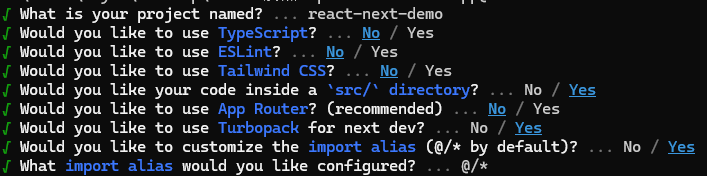 √ What is your project named? ... react-next-demo
√ Would you like to use TypeScript? ... No / Yes
√ Would you like to use ESLint? ... No / Yes
√ Would you like to use Tailwind CSS? ... No / Yes
√ Would you like your code inside a `src/` directory? ... No / Yes
√ Would you like to use App Router? (recommended) ... No / Yes
√ Would you like to use Turbopack for next dev? ... No / Yes
√ Would you like to customize the import alias (@/* by default)? ... No / Yes
√ What import alias would you like configured? ... @/*